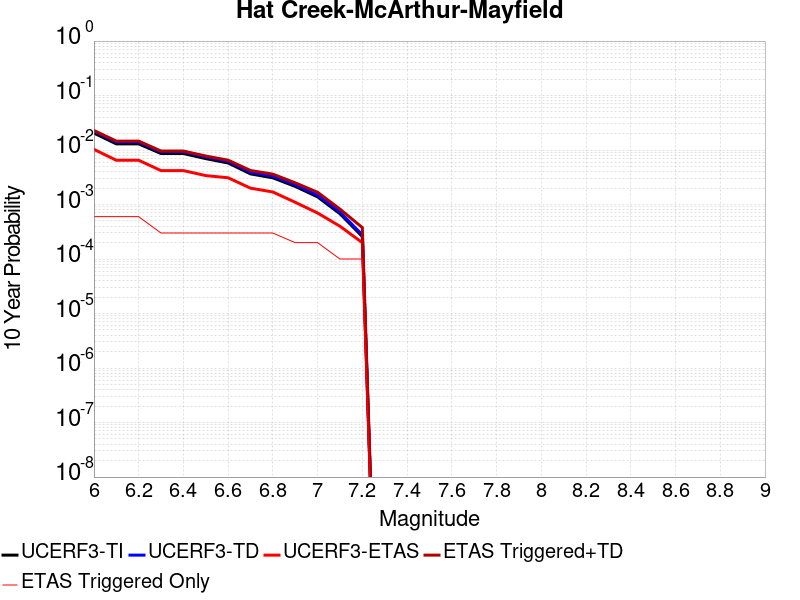 Hat Creek-McArthur-Mayfield
10 Year Probability
10^0
10^-1
10^-2
10^-3
10^-4
10^-5
10^-6
10^-7
10^-8
6 6.2 6.4 6.6 6.8 7 7.2 7.4 7.6 7.8 8 8.2 8.4 8.6 8.8 9
Magnitude
UCERF3-TI UCERF3-TD UCERF3-ETAS ETAS Triggered+TD
ETAS Triggered Only